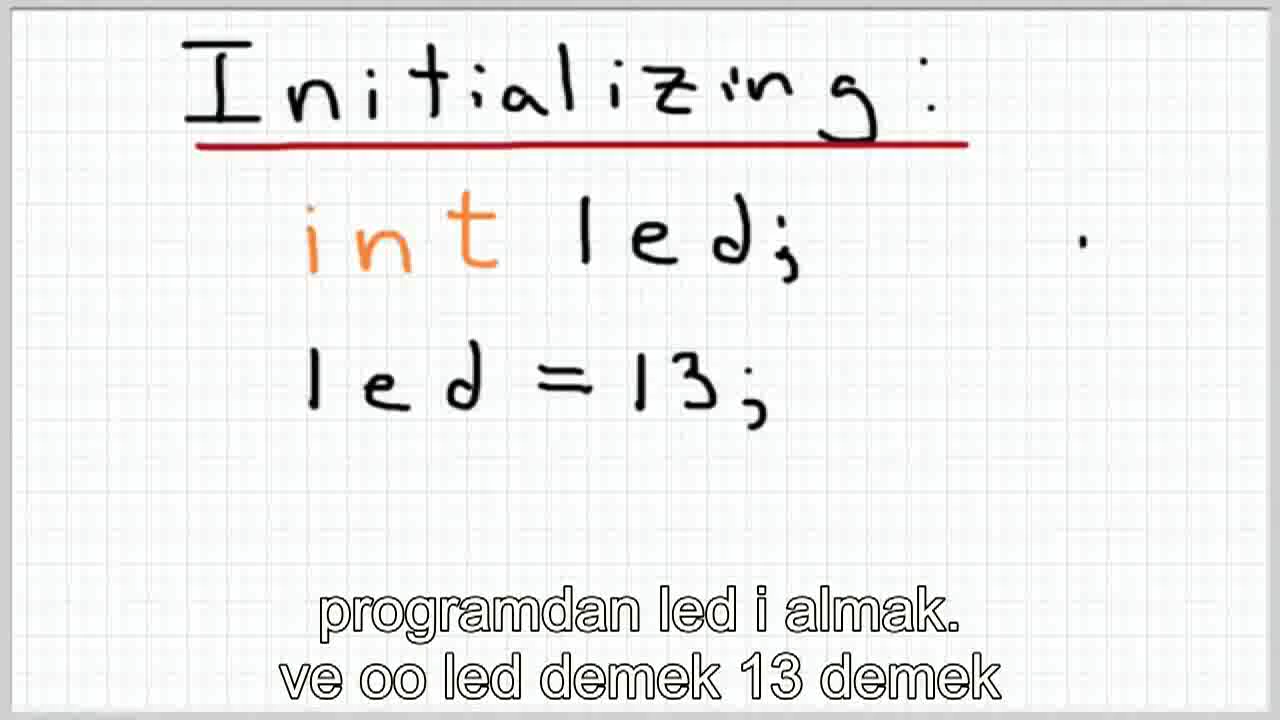 Initializing:
int led;
led = 13;
programdan led i almak.
ve oo led demek 13 demek